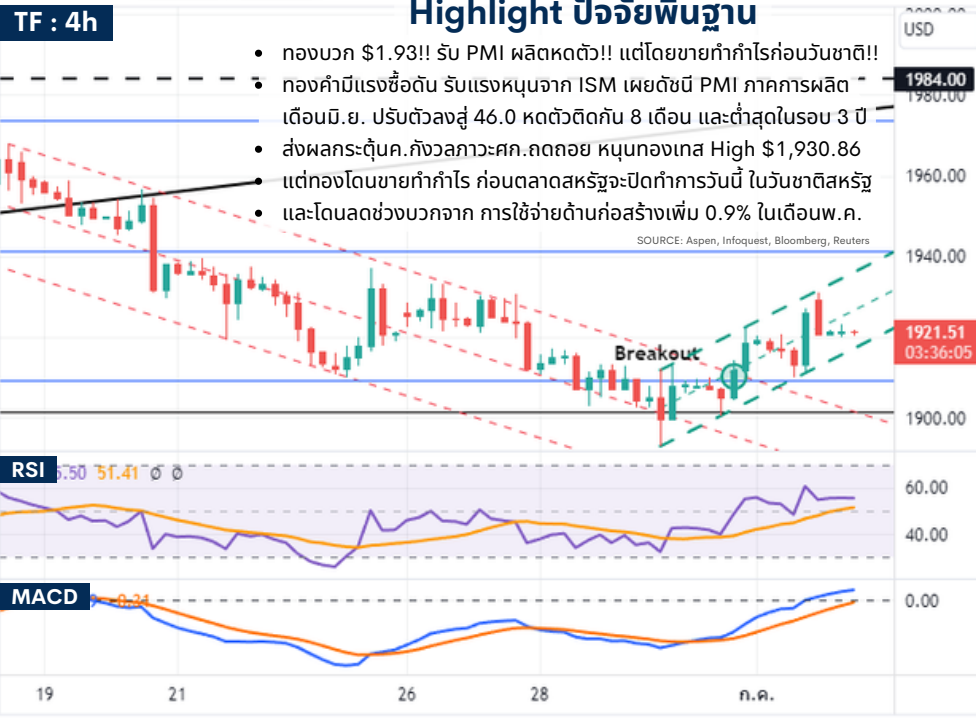 Highlight ปัจจัยพื้นฐาน
TF : 4h
USD
• ทองบวก $1.93!! รับ PMI ผลิตหดตัว!! แต่โดยขายทำกำไรก่อนวันชาติ!!
• ทองคำมีแรงซื้อดัน รับแรงหนุนจาก ISM เผยดัชนี PMI ภาคการผลิต
เดือนมิ.ย. ปรับตัวลงสู่ 46.0 หดตัวติดกัน 8 เดือน และต่ำสุดในรอบ 3 ปี
• ส่งผลกระตุ้นค.กังวลภาวะศก.ถดถอย หนุนทองเทส High $1,930.86
• แต่ทองโดนขายทำกำไร ก่อนตลาดสหรัฐจะปิดทำการวันนี้ ในวันชาติสหรัฐ
• และโดนลดช่วงบวกจาก การใช้จ่ายด้านก่อสร้างเพิ่ม 0.9% ในเดือนพ.ค.
SOURCE: Aspen, Infoquest, Bloomberg, Reuters
1984.00
1980.00
1960.00
1940.00
1921.51
03:36:05
1900.00
Breakout
RSI
5.50 51.41 Ø Ø
60.00
40.00
MACD
-0.31
0.00
19 21 26 28 ก.ค.